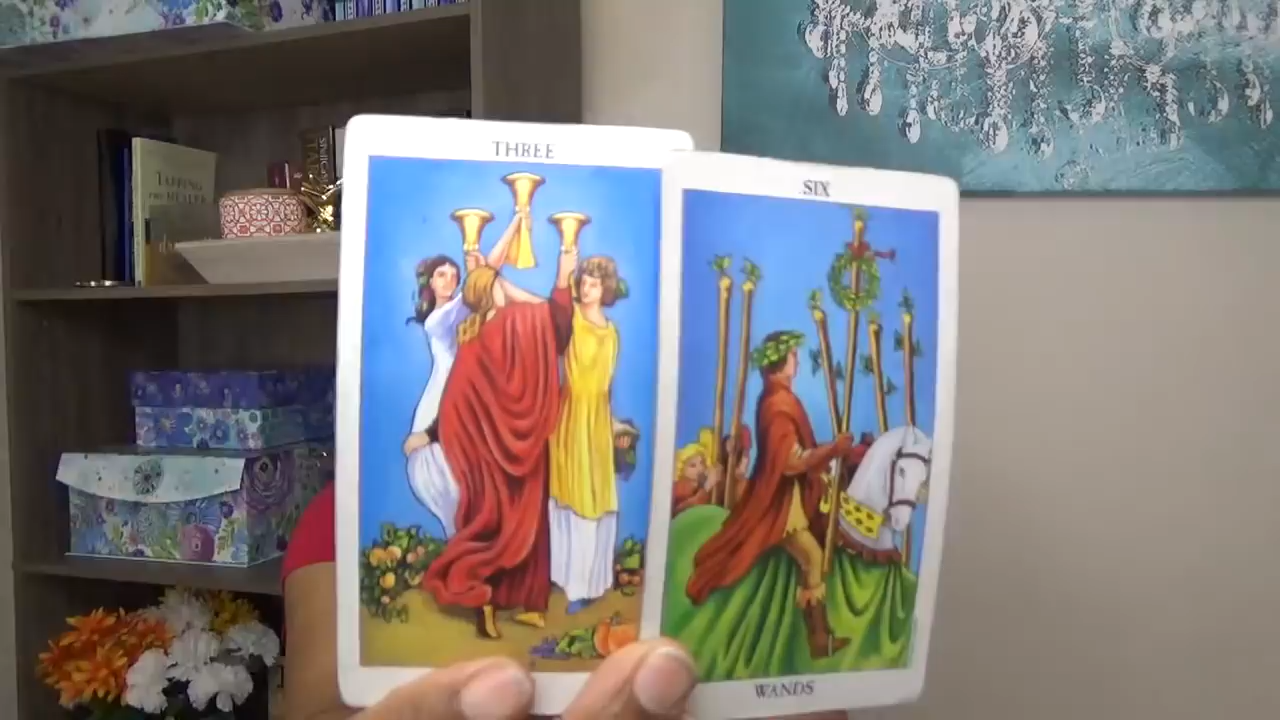 THREE
SIX
WANDS
TAPPING
THE HEALER